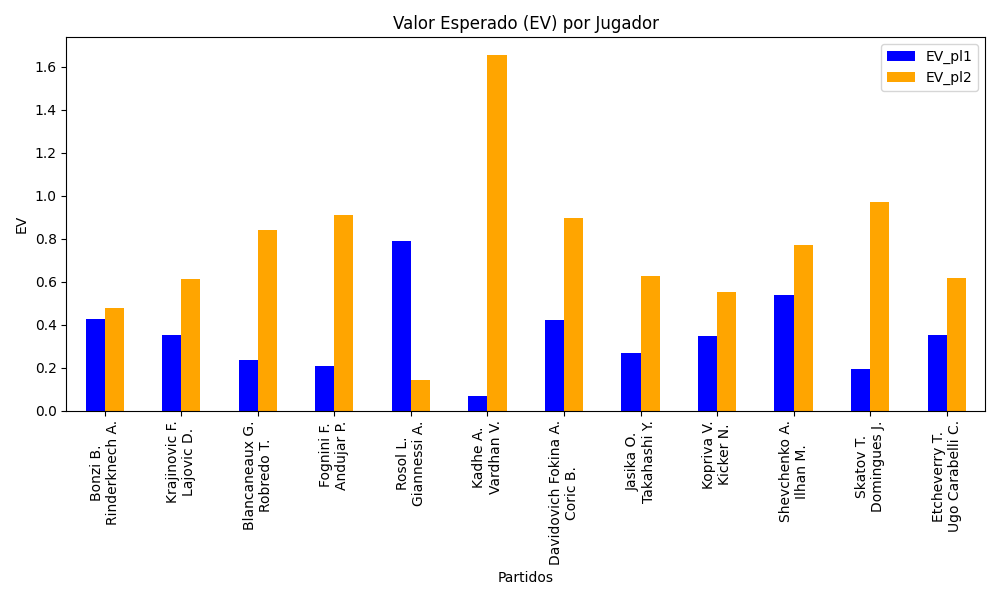 Valor Esperado (EV) por Jugador
EV_pl1
EV_pl2
EV
1.6
1.4
1.2
1.0
0.8
0.6
0.4
0.2
0.0
Bonzi B.
Rinderknech A.
Krajinovic F.
Lajovic D.
Blancaneaux G.
Robredo T.
Fognini F.
Andujar P.
Rosol L.
Giannessi A.
Kadhe A.
Vardhan V.
Davidovich Fokina A.
Coric B.
Jasika O.
Takahashi Y.
Kopriva V.
Kicker N.
Shevchenko A.
Ilhan M.
Skatov T.
Domingues J.
Etcheverry T.
Ugo Carabelli C.
Partidos